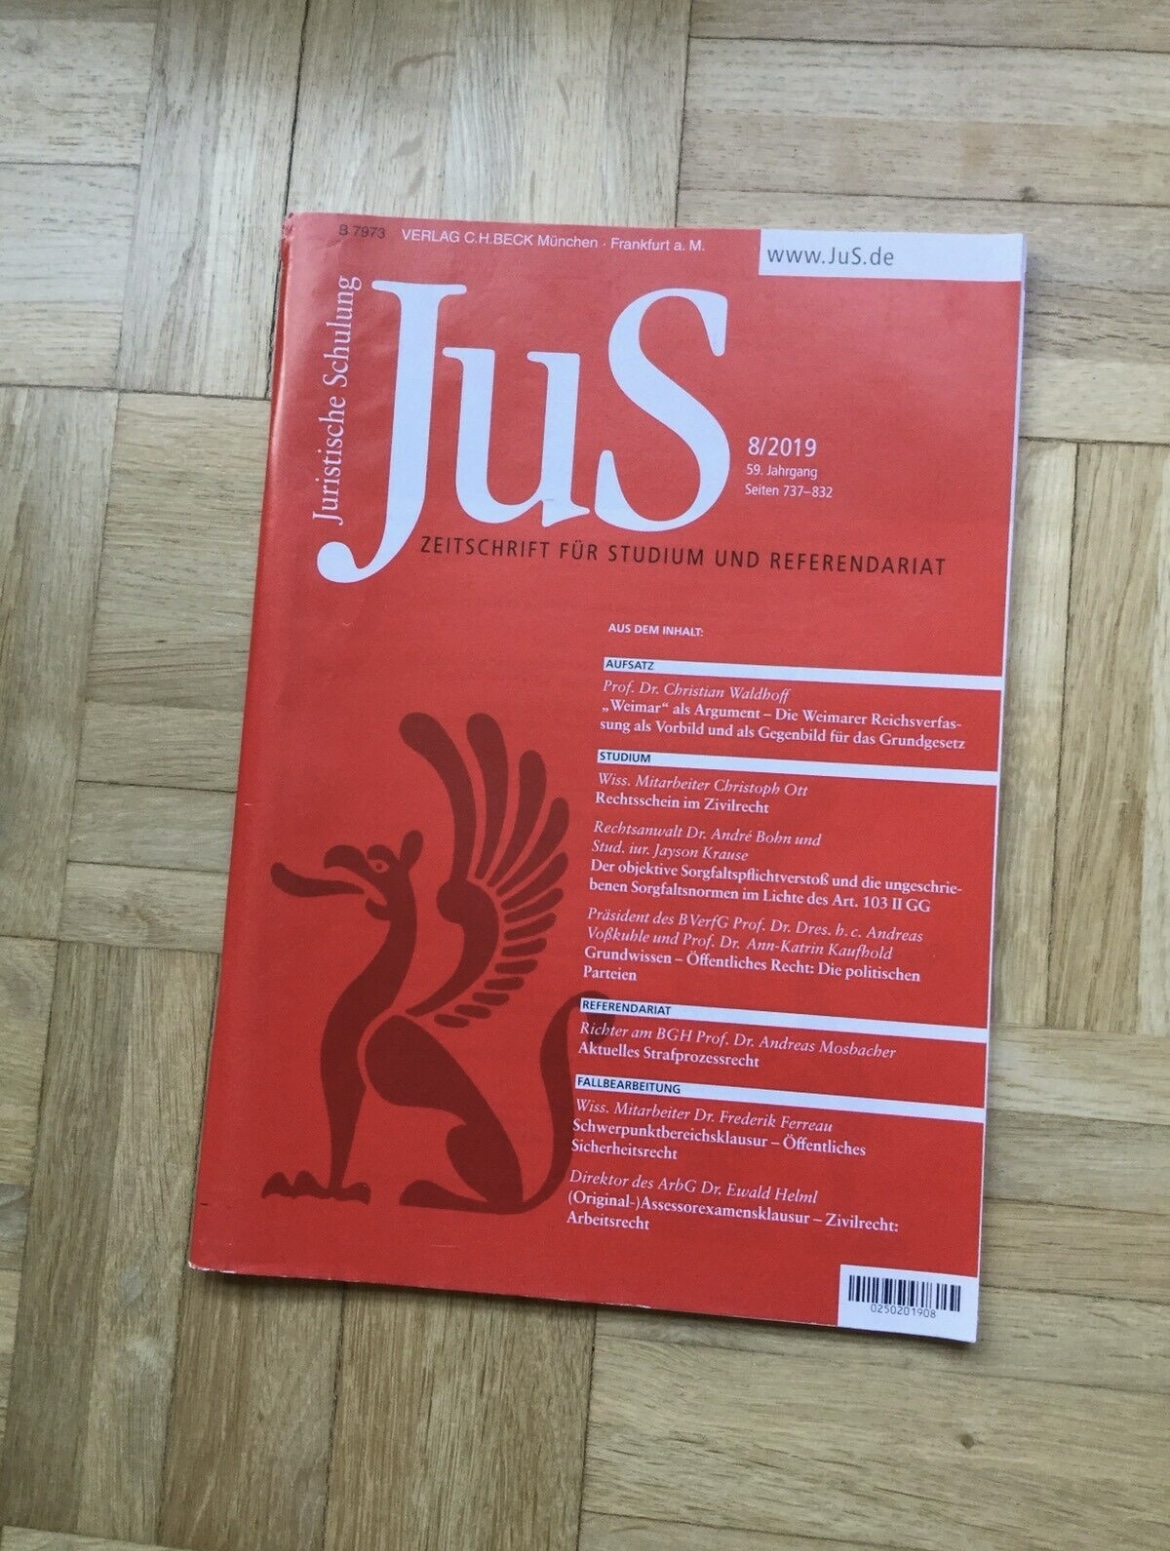 B 7973 VERLAG C.H.BECK München · Frankfurt a. M.
www.JuS.de
Juristische Schulung
JuS
8/2019
59. Jahrgang
Seiten 737–832
ZEITSCHRIFT FÜR STUDIUM UND REFERENDARIAT
AUS DEM INHALT:
AUFSATZ
Prof. Dr. Christian Waldhoff
„Weimar“ als Argument – Die Weimarer Reichsverfas-
sung als Vorbild und als Gegenbild für das Grundgesetz
STUDIUM
Wiss. Mitarbeiter Christoph Ott
Rechtsschein im Zivilrecht
Rechtsanwalt Dr. André Bohn und
Stud. iur. Jayson Krause
Der objektive Sorgfaltspflichtverstoß und die ungeschrie-
benen Sorgfaltsnormen im Lichte des Art. 103 II GG
Präsident des BVerfG Prof. Dr. Dres. h. c. Andreas
Voßkuhle und Prof. Dr. Ann-Katrin Kaufhold
Grundwissen – Öffentliches Recht: Die politischen
Parteien
REFERENDARIAT
Richter am BGH Prof. Dr. Andreas Mosbacher
Aktuelles Strafprozessrecht
FALLBEARBEITUNG
Wiss. Mitarbeiter Dr. Frederik Ferreau
Schwerpunktbereichsklausur – Öffentliches
Sicherheitsrecht
Direktor des ArbG Dr. Ewald Helml
(Original-)Assessorexamensklausur – Zivilrecht:
Arbeitsrecht
0250201908